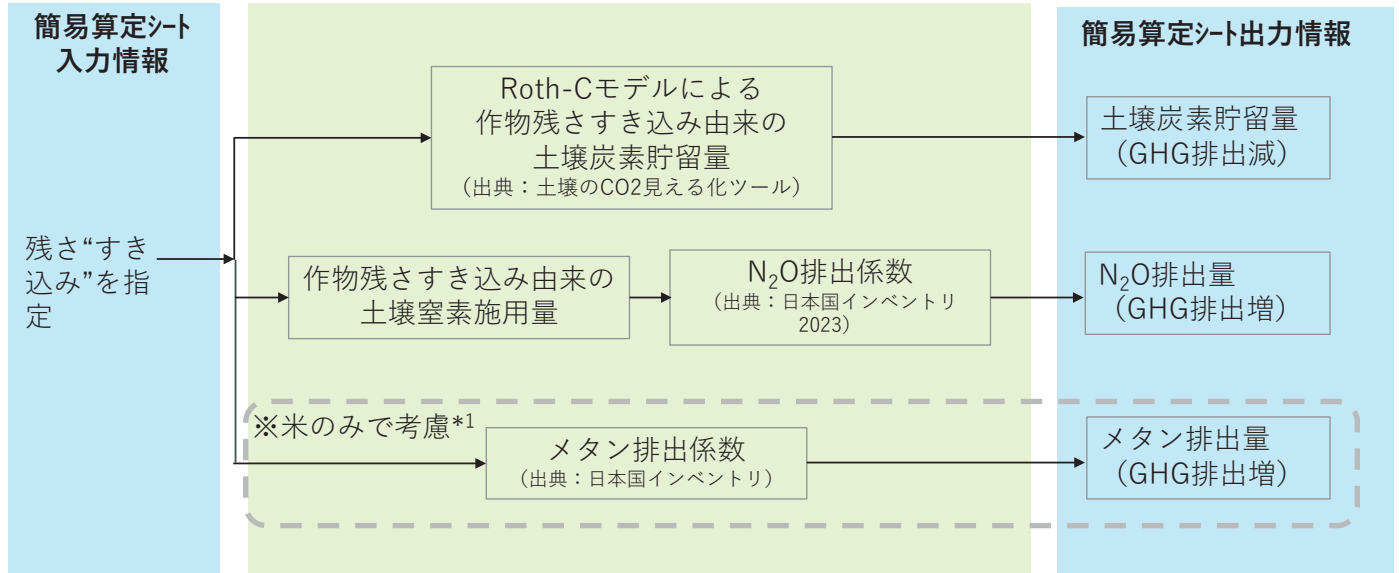 簡易算定シート
入力情報
簡易算定シート出力情報
Roth-Cモデルによる
作物残さすき込み由来の
土壌炭素貯留量
（出典：土壌のCO2見える化ツール）
土壌炭素貯留量
（GHG排出減）
残さ“すき
込み”を指
定
作物残さすき込み由来の
土壌窒素施用量
N₂O排出係数
（出典：日本国インベントリ
2023）
N₂O排出量
（GHG排出増）
※米のみで考慮*¹
メタン排出係数
（出典：日本国インベントリ）
メタン排出量
（GHG排出増）